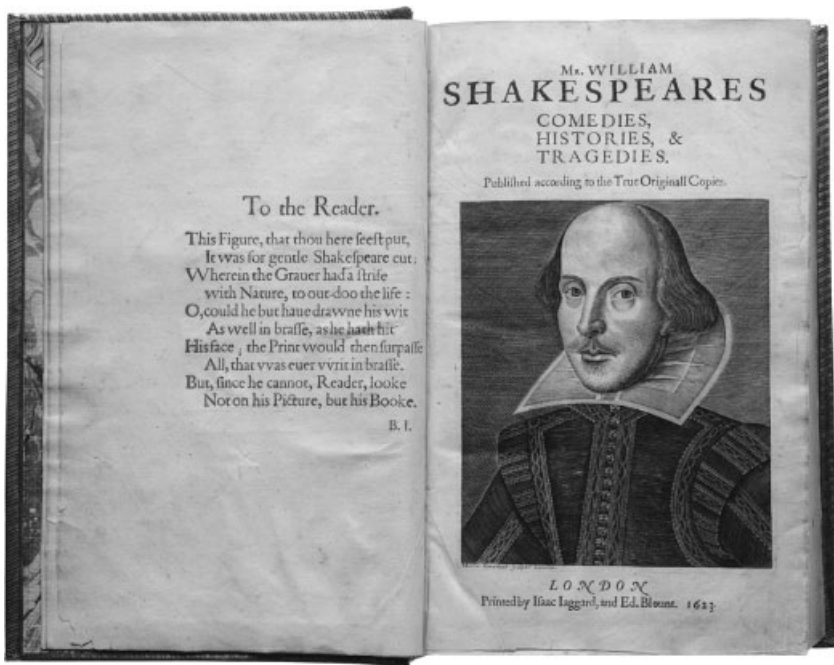 To the Reader.
This Figure, that thou here ſeeſt put,
It was for gentle Shakeſpeare cut:
Wherein the Grauer had a ſtrife
with Nature, to out-doo the life :
O, could he but haue drawne his wit
As well in braſſe, as he hath hit
His face ; the Print would then ſurpaſſe
All, that vvas euer vvrit in braſſe.
But, ſince he cannot, Reader, looke
Not on his Picture, but his Booke.
B. I.
Mr. WILLIAM
SHAKESPEARES
COMEDIES,
HISTORIES, &
TRAGEDIES.
Publiſhed according to the True Originall Copies.
LONDON
Printed by Iſaac Iaggard, and Ed. Blount. 1623.